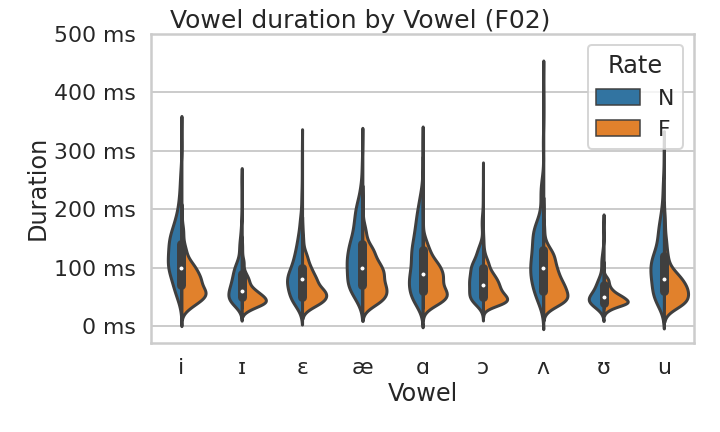 Vowel duration by Vowel (F02)
500 ms
400 ms
300 ms
200 ms
100 ms
0 ms
Duration
Rate
N
F
i ɪ ɛ æ ɑ ɔ ʌ ʊ u
Vowel